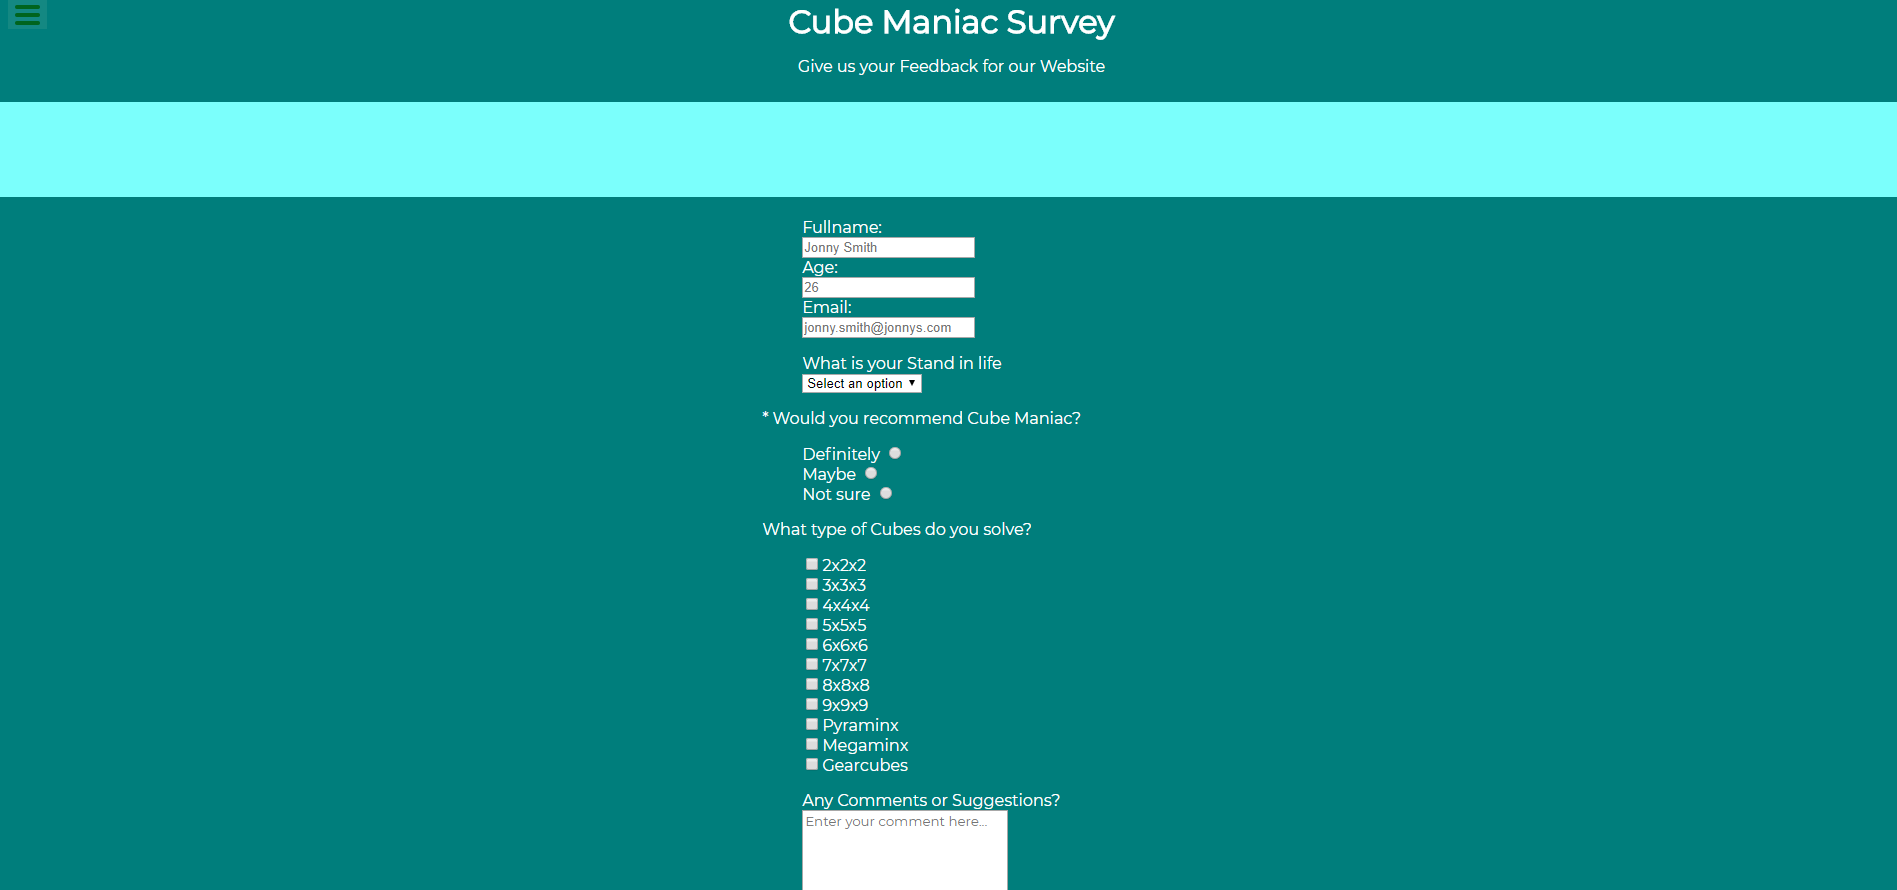 Cube Maniac Survey
Give us your Feedback for our Website
Fullname:
Jonny Smith
Age:
26
Email:
jonny.smith@jonnys.com
What is your Stand in life
Select an option
* Would you recommend Cube Maniac?
Definitely
Maybe
Not sure
What type of Cubes do you solve?
2x2x2
3x3x3
4x4x4
5x5x5
6x6x6
7x7x7
8x8x8
9x9x9
Pyraminx
Megaminx
Gearcubes
Any Comments or Suggestions?
Enter your comment here...